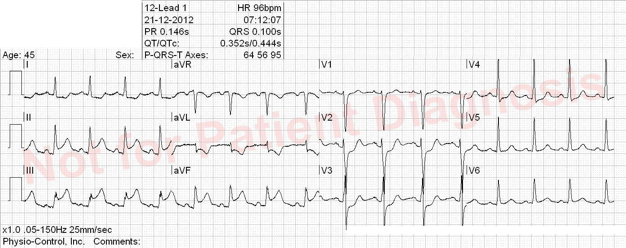 12-Lead 1 HR 96bpm
21-12-2012 07:12:07
PR 0.146s QRS 0.100s
QT/QTc: 0.352s/0.444s
Age: 45 Sex: P-QRS-T Axes: 64 56 95
I aVR V1 V4
II aVL V2 V5
III aVF V3 V6
Not for Patient Diagnosis
x1.0 .05-150Hz 25mm/sec
Physio-Control, Inc. Comments: